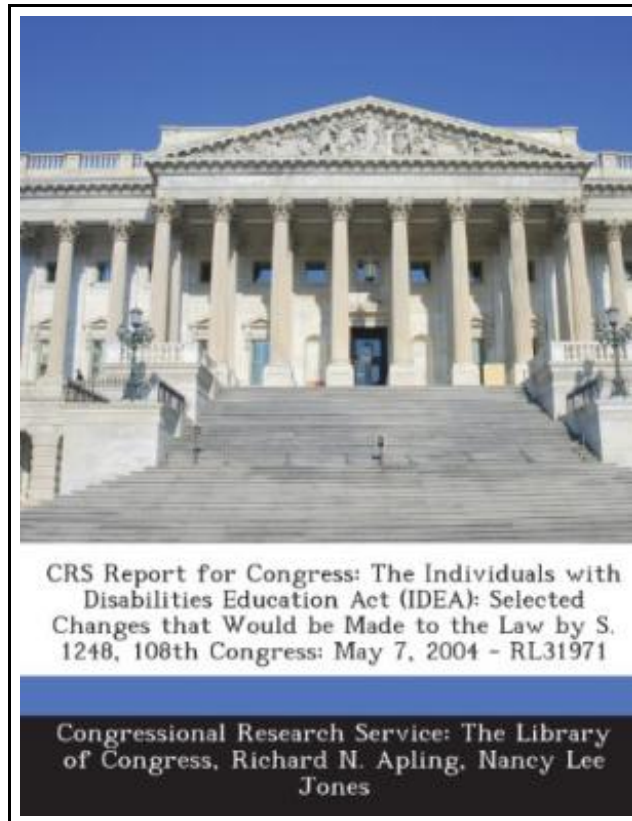 CRS Report for Congress: The Individuals with
Disabilities Education Act (IDEA): Selected
Changes that Would be Made to the Law by S.
1248, 108th Congress: May 7, 2004 - RL31971
Congressional Research Service: The Library
of Congress, Richard N. Apling, Nancy Lee
Jones